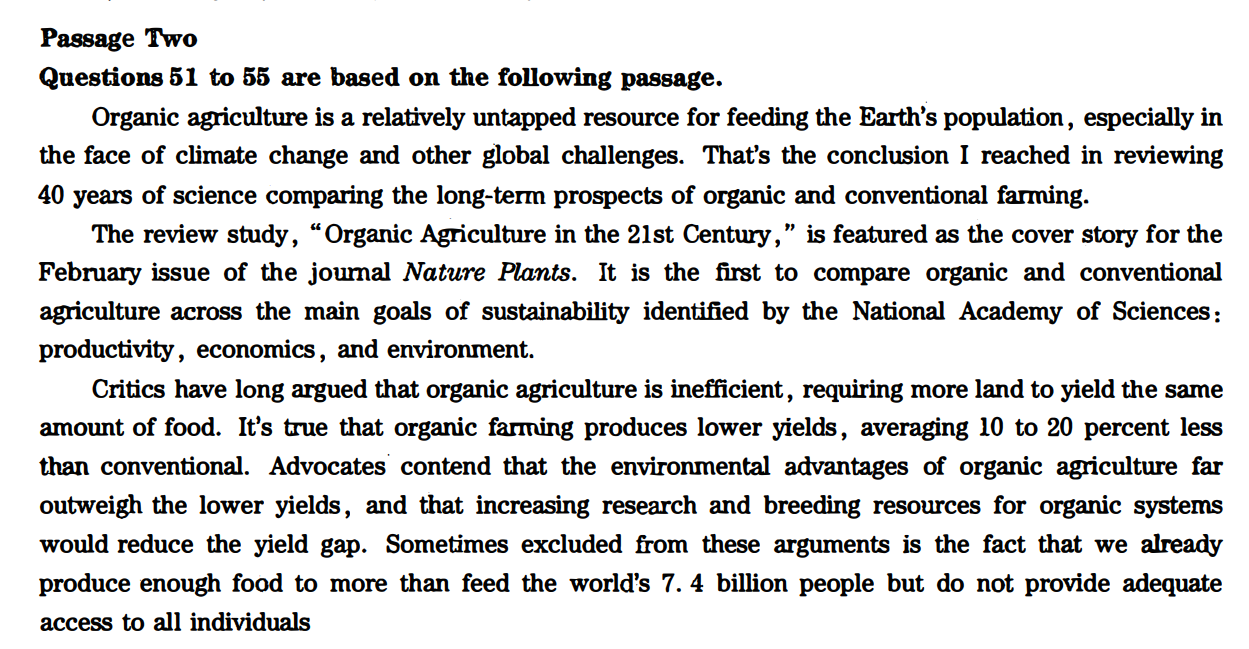 Passage Two
Questions 51 to 55 are based on the following passage.
Organic agriculture is a relatively untapped resource for feeding the Earth's population, especially in
the face of climate change and other global challenges. That's the conclusion I reached in reviewing
40 years of science comparing the long-term prospects of organic and conventional farming.
The review study, “Organic Agriculture in the 21st Century,” is featured as the cover story for the
February issue of the journal Nature Plants. It is the first to compare organic and conventional
agriculture across the main goals of sustainability identified by the National Academy of Sciences:
productivity, economics, and environment.
Critics have long argued that organic agriculture is inefficient, requiring more land to yield the same
amount of food. It's true that organic farming produces lower yields, averaging 10 to 20 percent less
than conventional. Advocates contend that the environmental advantages of organic agriculture far
outweigh the lower yields, and that increasing research and breeding resources for organic systems
would reduce the yield gap. Sometimes excluded from these arguments is the fact that we already
produce enough food to more than feed the world's 7. 4 billion people but do not provide adequate
access to all individuals